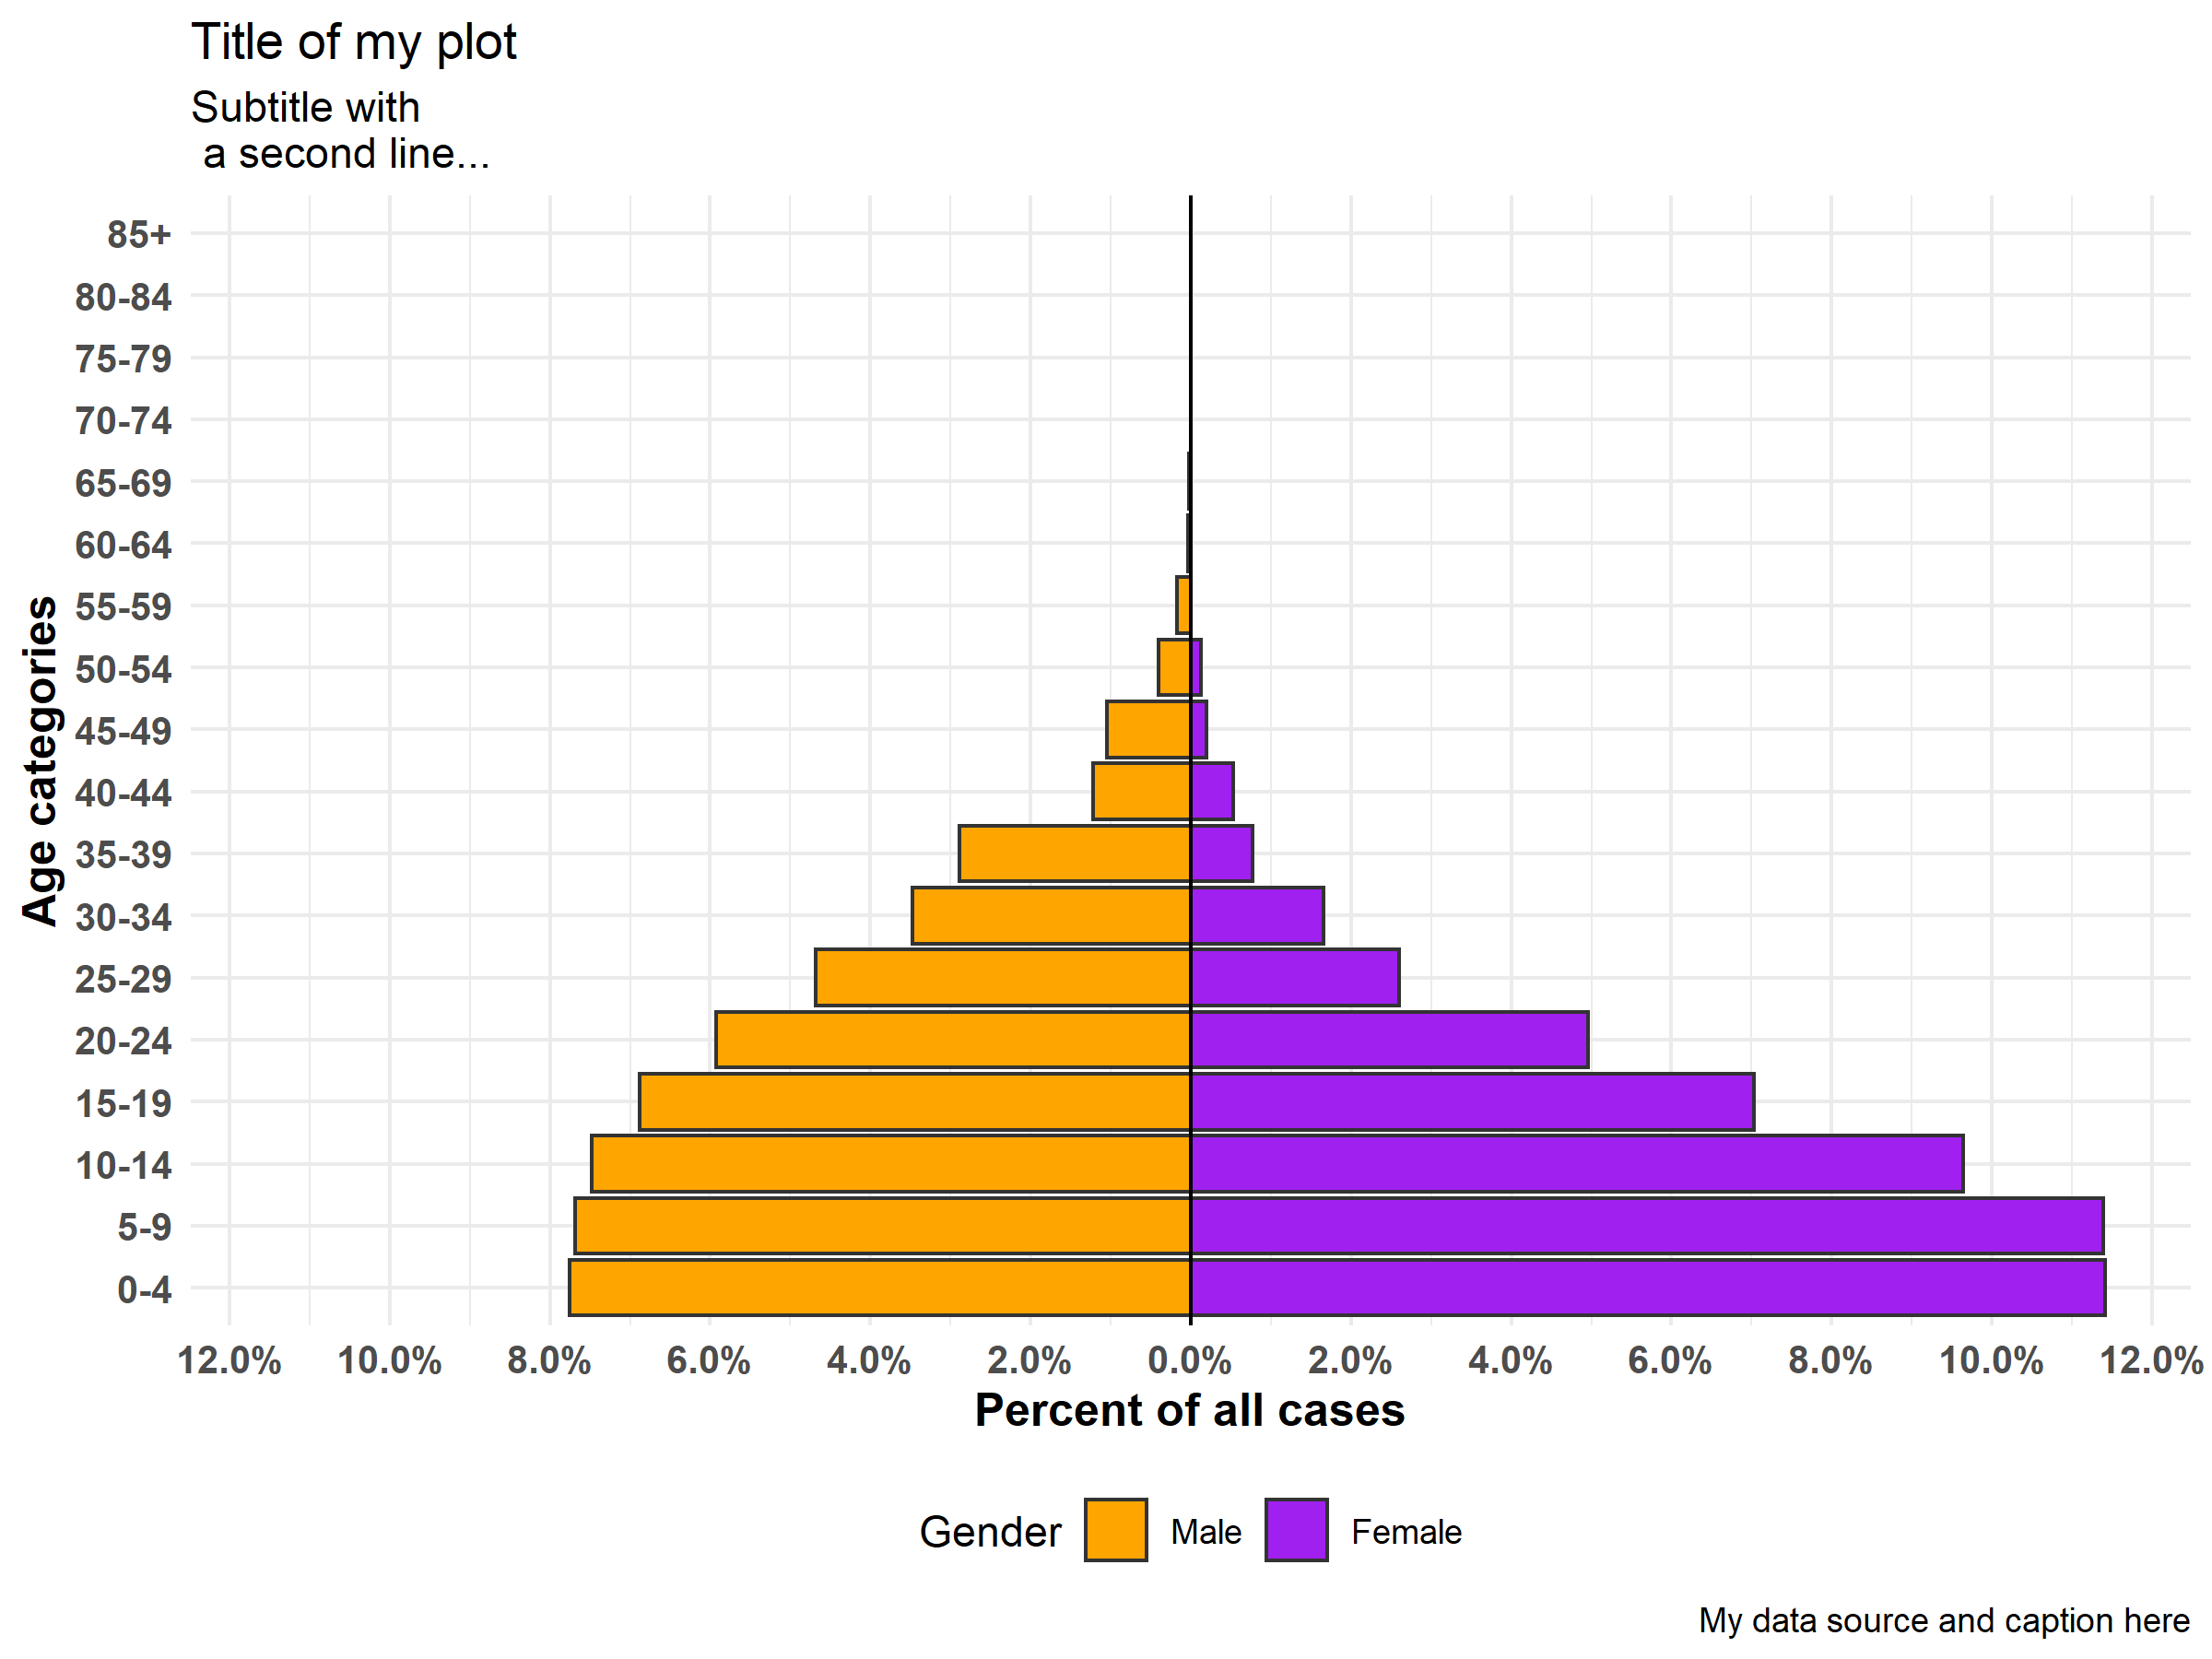 Title of my plot
Subtitle with
a second line...
85+
80-84
75-79
70-74
65-69
60-64
55-59
50-54
45-49
40-44
35-39
30-34
25-29
20-24
15-19
10-14
5-9
0-4
Age categories
12.0% 10.0% 8.0% 6.0% 4.0% 2.0% 0.0% 2.0% 4.0% 6.0% 8.0% 10.0% 12.0%
Percent of all cases
Gender Male Female
My data source and caption here